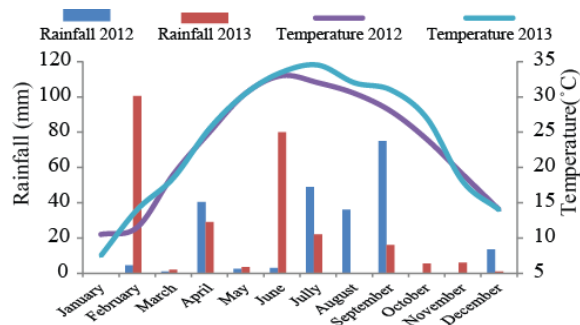 Rainfall 2012 Rainfall 2013 Temperature 2012 Temperature 2013
120 35
100 30
80 25
60 20
40 15
20 10
0 5
Rainfall (mm)
Temperature(˚C)
January
February
March
April
May
June
Jully
August
September
October
November
December